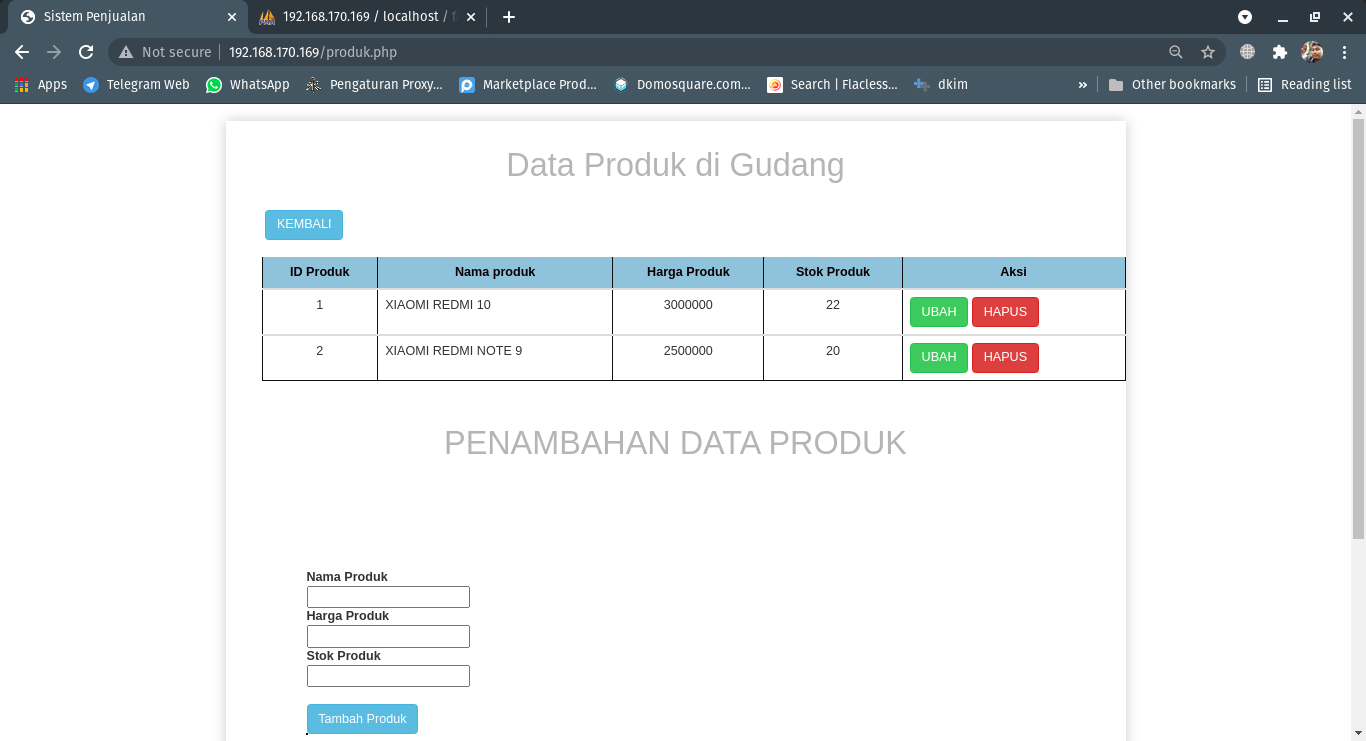 Sistem Penjualan
192.168.170.169 / localhost /
Not secure 192.168.170.169/produk.php
Apps Telegram Web WhatsApp Pengaturan Proxy... Marketplace Prod... Domosquare.com... Search | Flacless... dkim » Other bookmarks Reading list
Data Produk di Gudang
KEMBALI
ID Produk Nama produk Harga Produk Stok Produk Aksi
1 XIAOMI REDMI 10 3000000 22 UBAH HAPUS
2 XIAOMI REDMI NOTE 9 2500000 20 UBAH HAPUS
PENAMBAHAN DATA PRODUK
Nama Produk
Harga Produk
Stok Produk
Tambah Produk